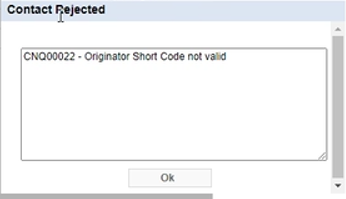 Contact Rejected
CNQ00022 - Originator Short Code not valid
Ok